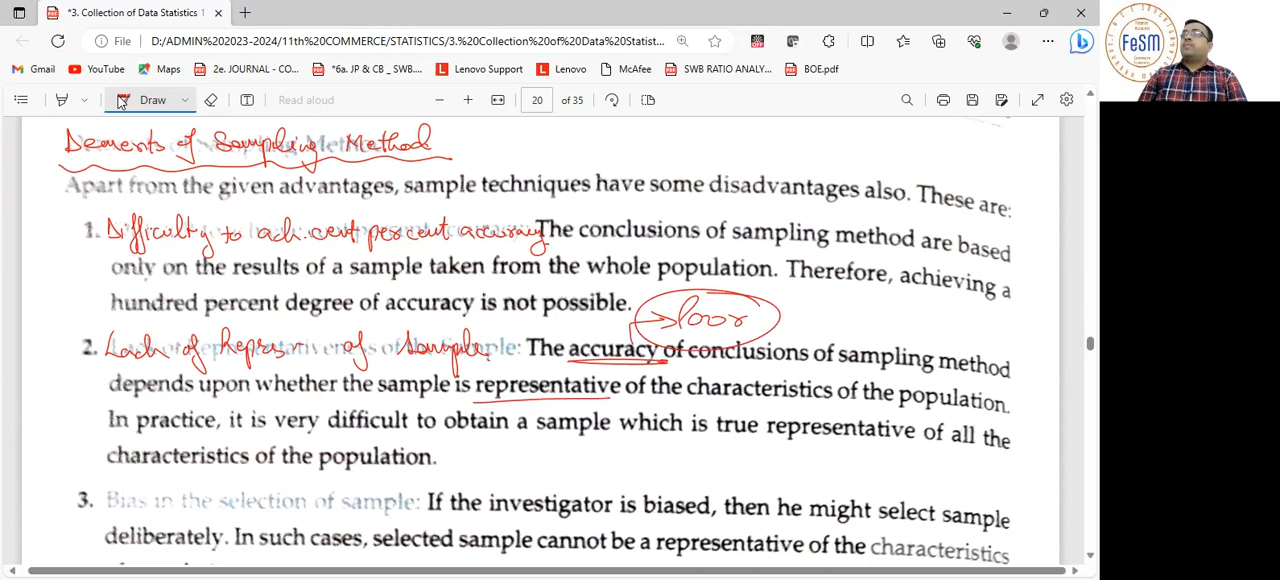 *3. Collection of Data Statistics 1
File D:/ADMIN%202023-2024/11th%20COMMERCE/STATISTICS/3.%20Collection%20of%20Data%20Statist...
Gmail YouTube Maps 2e. JOURNAL - CO... *6a. JP & CB _ SWB... Lenovo Support Lenovo McAfee SWB RATIO ANALY... BOE.pdf
Draw Read aloud 20 of 35
FeSM
Demerits of Sampling Method
Apart from the given advantages, sample techniques have some disadvantages also. These are:
1. Difficulty to ach. cent percent accuracy The conclusions of sampling method are based
only on the results of a sample taken from the whole population. Therefore, achieving a
hundred percent degree of accuracy is not possible.
Poor
2. Lack of Repres of Sample: The accuracy of conclusions of sampling method
depends upon whether the sample is representative of the characteristics of the population.
In practice, it is very difficult to obtain a sample which is true representative of all the
characteristics of the population.
3. Bias in the selection of sample: If the investigator is biased, then he might select sample
deliberately. In such cases, selected sample cannot be a representative of the characteristics